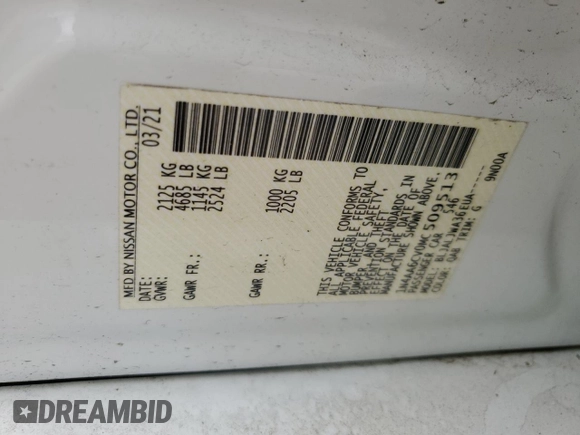 MFD BY NISSAN MOTOR CO., LTD.
DATE: 03/21
GVWR: 2125 KG
4685 LB
GAWR FR.: 1145 KG
2524 LB
GAWR RR.: 1000 KG
2205 LB
THIS VEHICLE CONFORMS TO
ALL APPLICABLE FEDERAL
MOTOR VEHICLE SAFETY,
BUMPER, AND THEFT
PREVENTION STANDARDS IN
EFFECT ON THE DATE OF
MANUFACTURE SHOWN ABOVE.
1N4AA6CV0MC 509513
PASSENGER CAR
COLOR: QAB TRIM: G
9N00A
DREAMBID